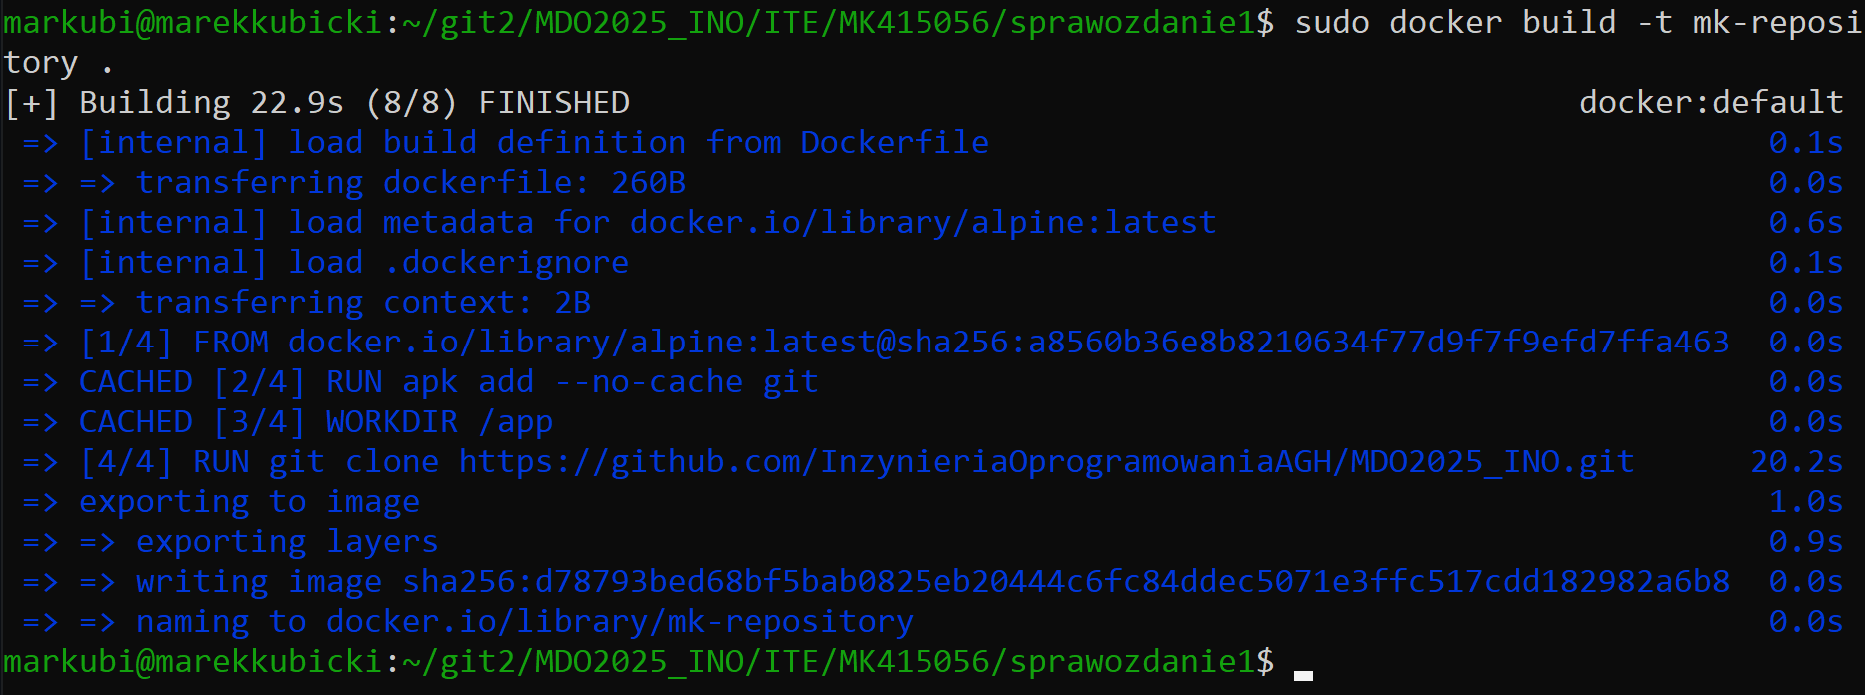 markubi@marekkubicki:~/git2/MDO2025_INO/ITE/MK415056/sprawozdanie1$ sudo docker build -t mk-reposi
tory .
[+] Building 22.9s (8/8) FINISHED docker:default
=> [internal] load build definition from Dockerfile 0.1s
=> => transferring dockerfile: 260B 0.0s
=> [internal] load metadata for docker.io/library/alpine:latest 0.6s
=> [internal] load .dockerignore 0.1s
=> => transferring context: 2B 0.0s
=> [1/4] FROM docker.io/library/alpine:latest@sha256:a8560b36e8b8210634f77d9f7f9efd7ffa463 0.0s
=> CACHED [2/4] RUN apk add --no-cache git 0.0s
=> CACHED [3/4] WORKDIR /app 0.0s
=> [4/4] RUN git clone https://github.com/InzynieriaOprogramowaniaAGH/MDO2025_INO.git 20.2s
=> exporting to image 1.0s
=> => exporting layers 0.9s
=> => writing image sha256:d78793bed68bf5bab0825eb20444c6fc84ddec5071e3ffc517cdd182982a6b8 0.0s
=> => naming to docker.io/library/mk-repository 0.0s
markubi@marekkubicki:~/git2/MDO2025_INO/ITE/MK415056/sprawozdanie1$